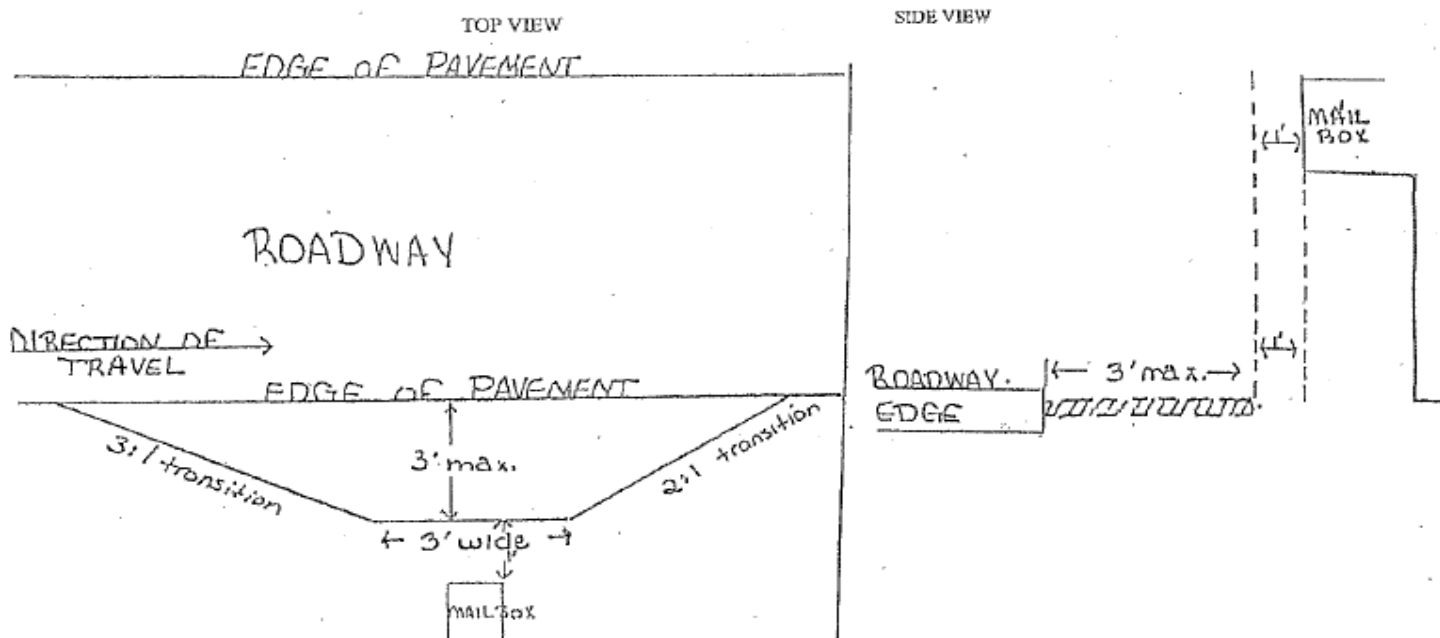 TOP VIEW
EDGE OF PAVEMENT
ROADWAY
DIRECTION OF
TRAVEL
EDGE OF PAVEMENT
3:1 transition
3' max.
2:1 transition
← 3' wide →
1'
MAILBOX
SIDE VIEW
1'
MAIL
BOX
1'
ROADWAY
EDGE
← 3' max. →